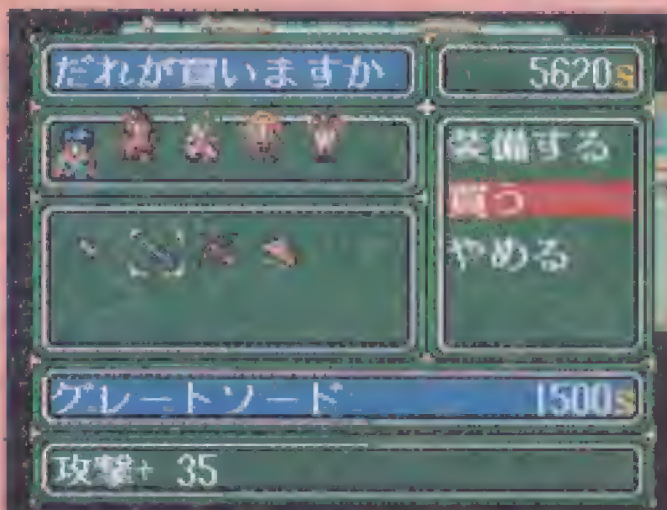 だれが買いますか
5620s
装備する
買う
やめる
グレートソード 1500s
攻撃+ 35